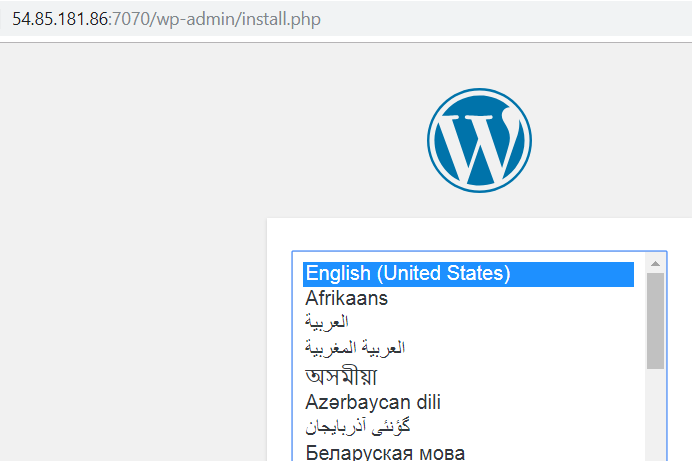 54.85.181.86:7070/wp-admin/install.php
English (United States)
Afrikaans
العربية
العربية المغربية
অসমীয়া
Azərbaycan dili
گؤنئی آذربایجان
Беларуская мова